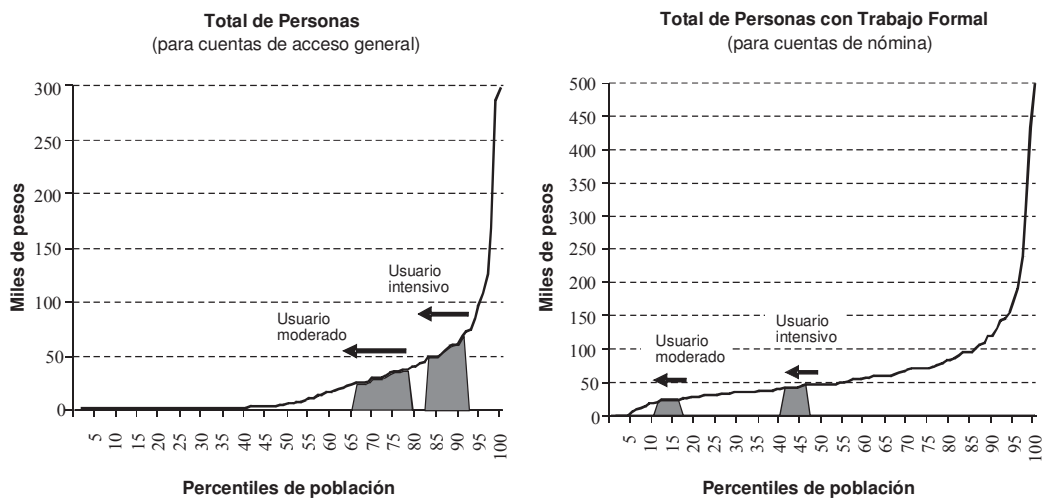 Total de Personas
(para cuentas de acceso general)
Miles de pesos
300
250
200
150
100
50
0
Usuario
intensivo
Usuario
moderado
5 10 15 20 25 30 35 40 45 50 55 60 65 70 75 80 85 90 95 100
Percentiles de población
Total de Personas con Trabajo Formal
(para cuentas de nómina)
Miles de pesos
500
450
400
350
300
250
200
150
100
50
0
Usuario
intensivo
Usuario
moderado
5 10 15 20 25 30 35 40 45 50 55 60 65 70 75 80 85 90 95 100
Percentiles de población